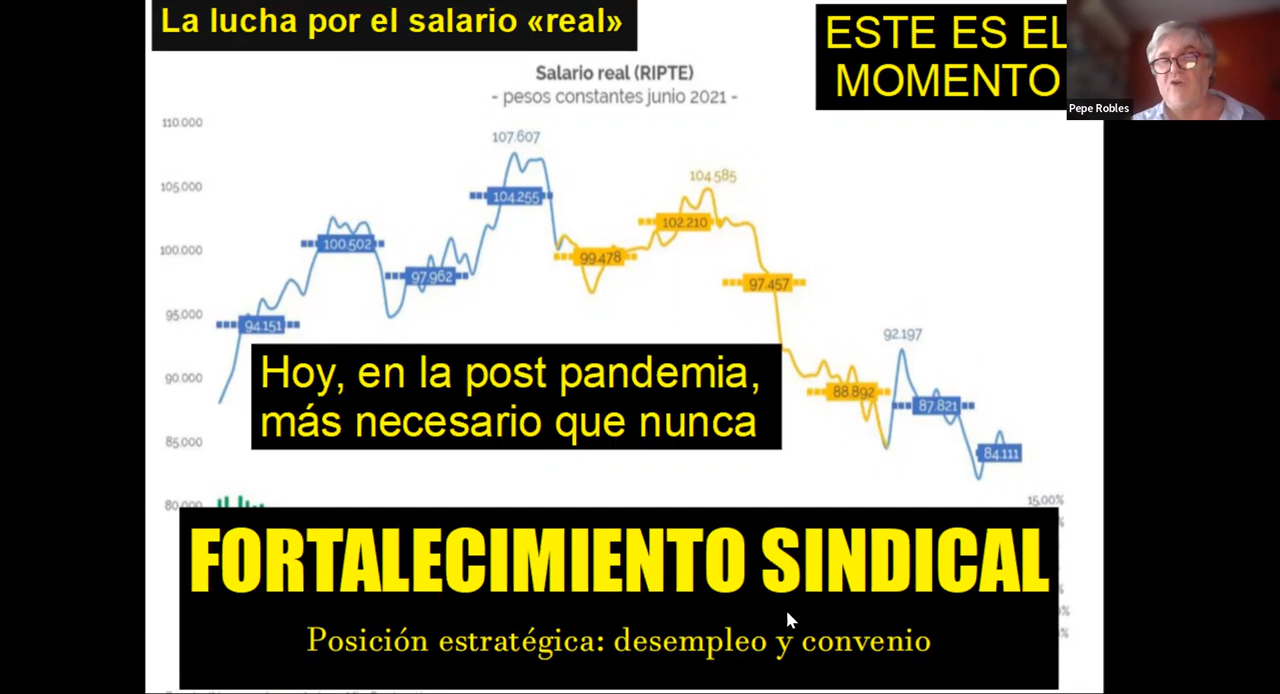 La lucha por el salario «real»
ESTE ES EL
MOMENTO
Pepe Robles
Salario real (RIPTE)
- pesos constantes junio 2021 -
110.000
105.000
100.000
95.000
90.000
85.000
80.000
107.607
104.585
104.255
102.210
100.502
99.478
97.962
97.457
94.151
92.197
88.892
87.821
84.111
Hoy, en la post pandemia,
más necesario que nunca
15,00%
FORTALECIMIENTO SINDICAL
Posición estratégica: desempleo y convenio